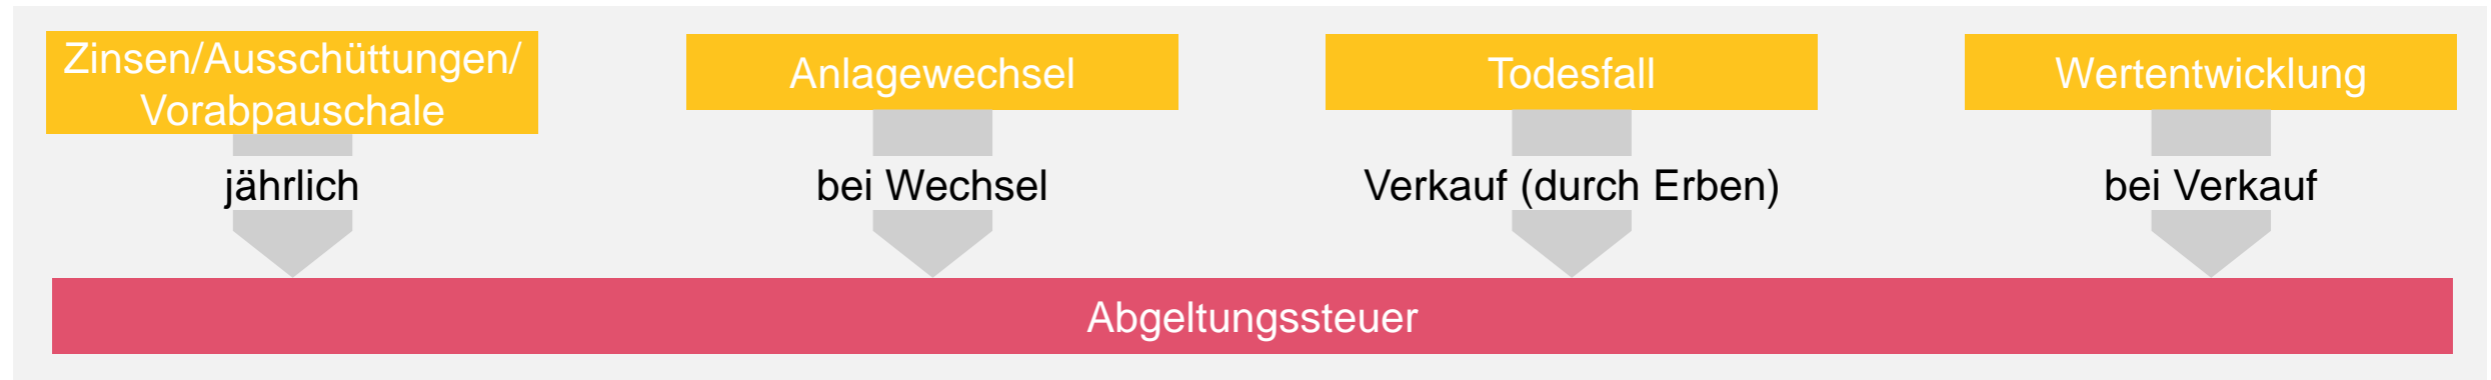 Zinsen/Ausschüttungen/
Vorabpauschale
Anlagewechsel
Todesfall
Wertentwicklung
jährlich
bei Wechsel
Verkauf (durch Erben)
bei Verkauf
Abgeltungssteuer